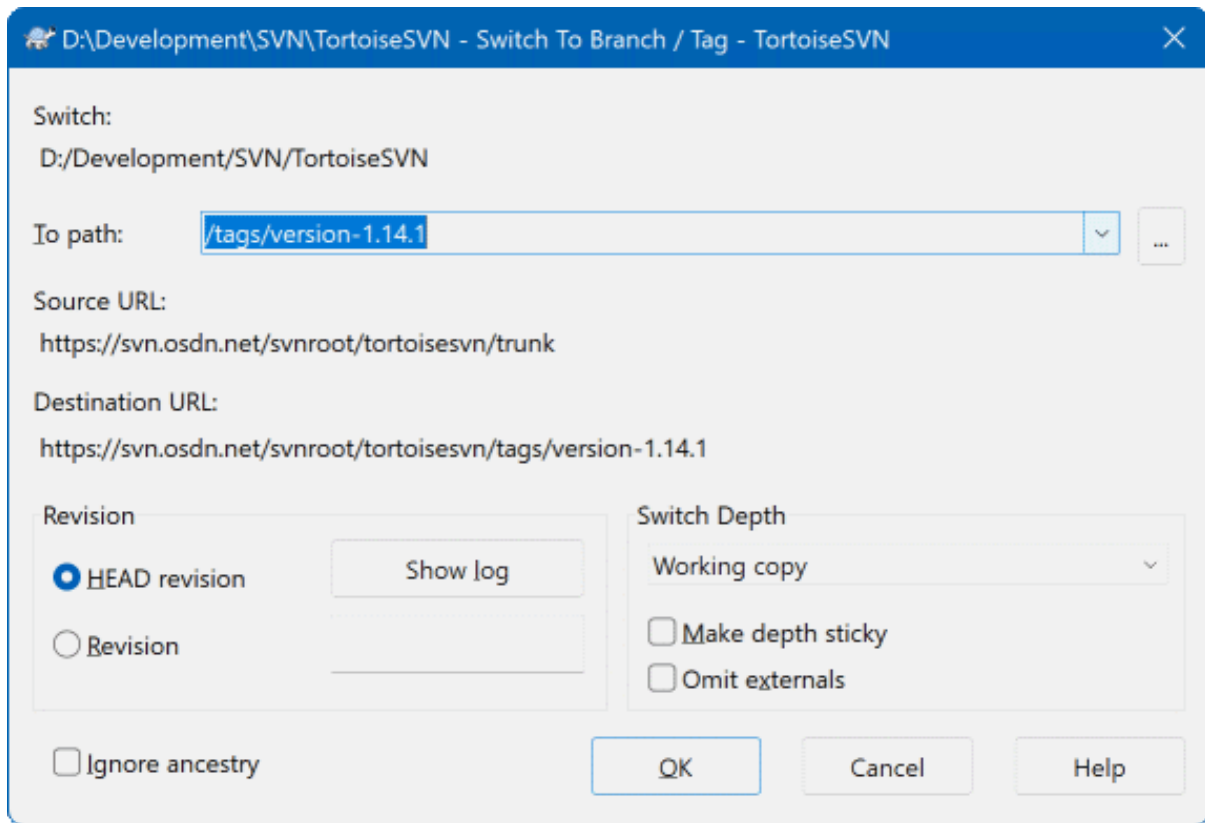 D:\Development\SVN\TortoiseSVN - Switch To Branch / Tag - TortoiseSVN
Switch:
D:/Development/SVN/TortoiseSVN
To path:
/tags/version-1.14.1
...
Source URL:
https://svn.osdn.net/svnroot/tortoisesvn/trunk
Destination URL:
https://svn.osdn.net/svnroot/tortoisesvn/tags/version-1.14.1
Revision
HEAD revision
Show log
Revision
Switch Depth
Working copy
Make depth sticky
Omit externals
Ignore ancestry
OK
Cancel
Help